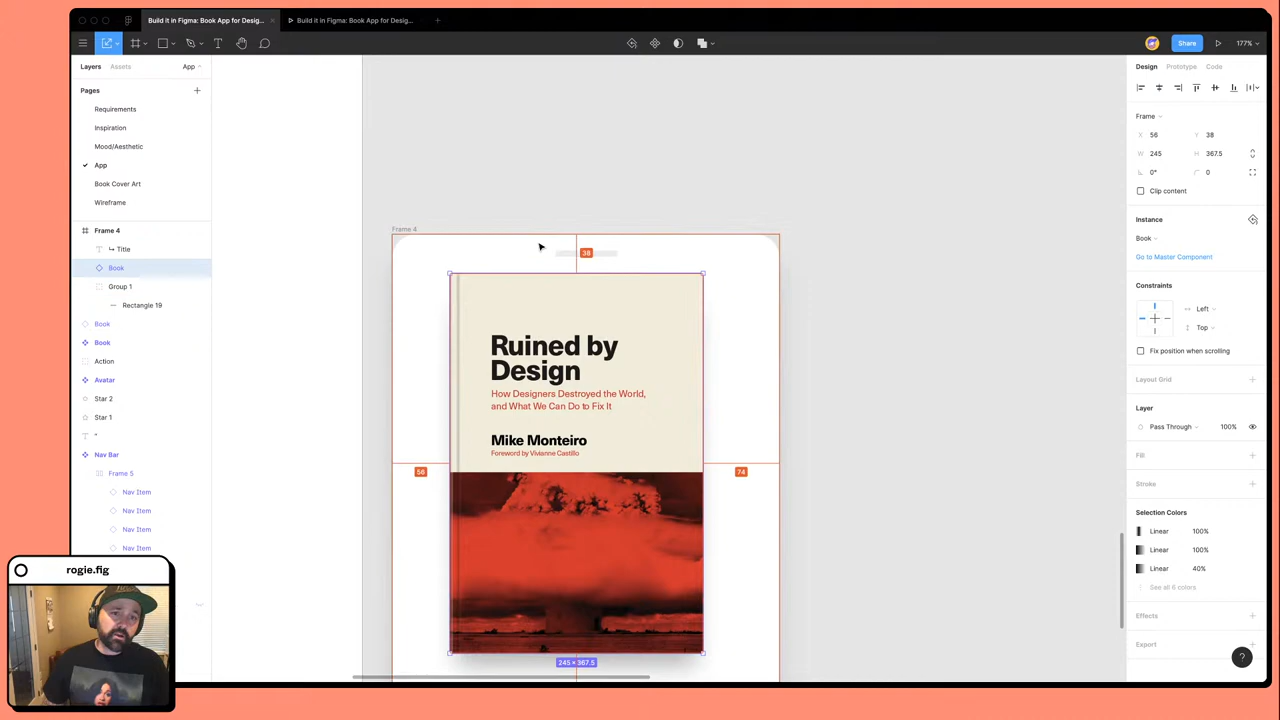 Build it in Figma: Book App for Desig...
Build it in Figma: Book App for Desig...
Share
177%
Layers
Assets
App
Pages
Requirements
Inspiration
Mood/Aesthetic
App
Book Cover Art
Wireframe
Frame 4
↳ Title
Book
Group 1
Rectangle 19
Book
Book
Action
Avatar
Star 2
Star 1
"
Nav Bar
Frame 5
Nav Item
Nav Item
Nav Item
Nav Item
rogie.fig
Frame 4
38
56
74
Ruined by
Design
How Designers Destroyed the World,
and What We Can Do to Fix It
Mike Monteiro
Foreword by Vivianne Castillo
245 × 367.5
Design
Prototype
Code
Frame
X 56
Y 38
W 245
H 367.5
0°
0
Clip content
Instance
Book
Go to Master Component
Constraints
Left
Top
Fix position when scrolling
Layout Grid
Layer
Pass Through
100%
Fill
Stroke
Selection Colors
Linear 100%
Linear 100%
Linear 40%
See all 6 colors
Effects
Export
?